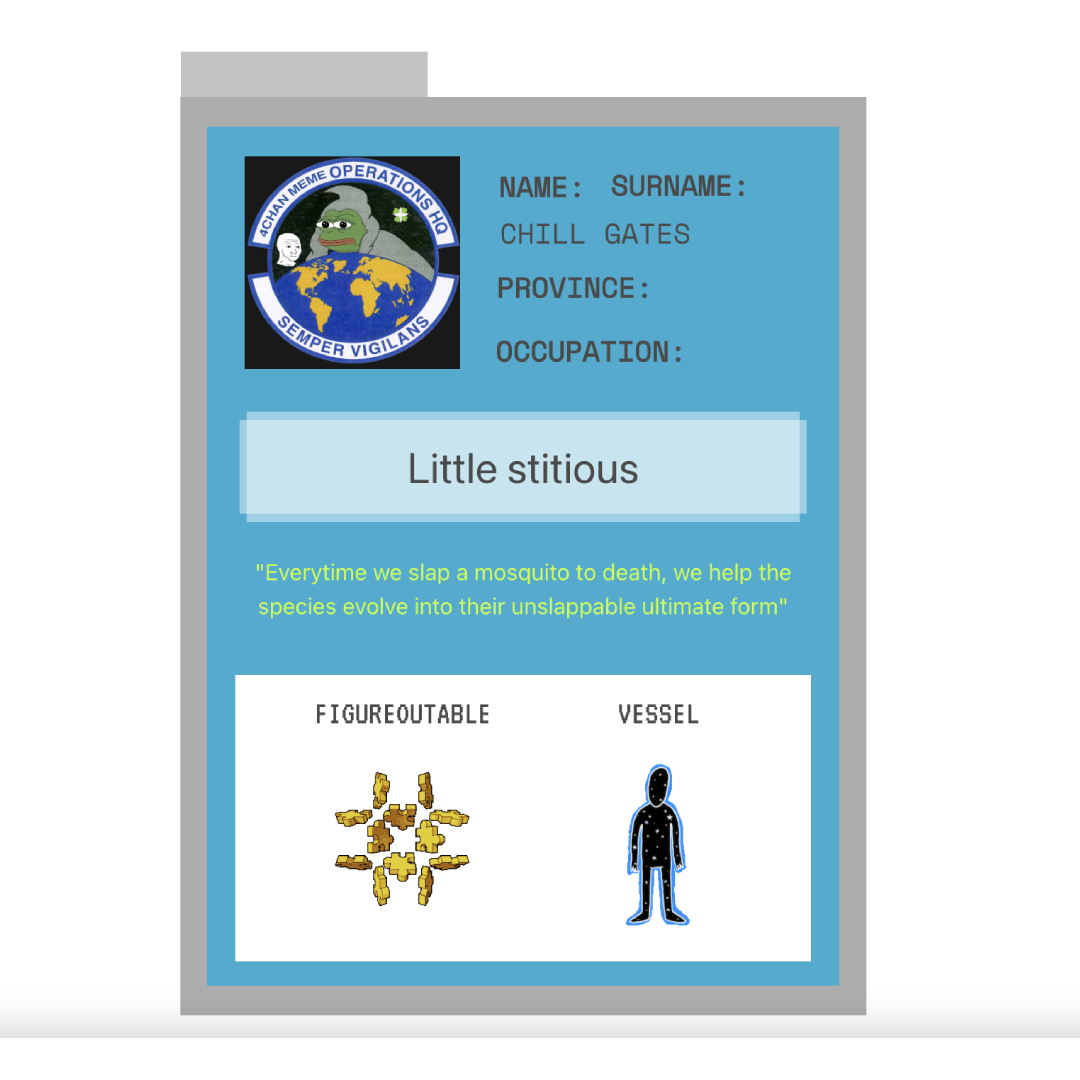 4CHAN MEME OPERATIONS HQ
SEMPER VIGILANS
NAME: SURNAME:
CHILL GATES
PROVINCE:
OCCUPATION:
Little stitious
"Everytime we slap a mosquito to death, we help the
species evolve into their unslappable ultimate form"
FIGUREOUTABLE VESSEL